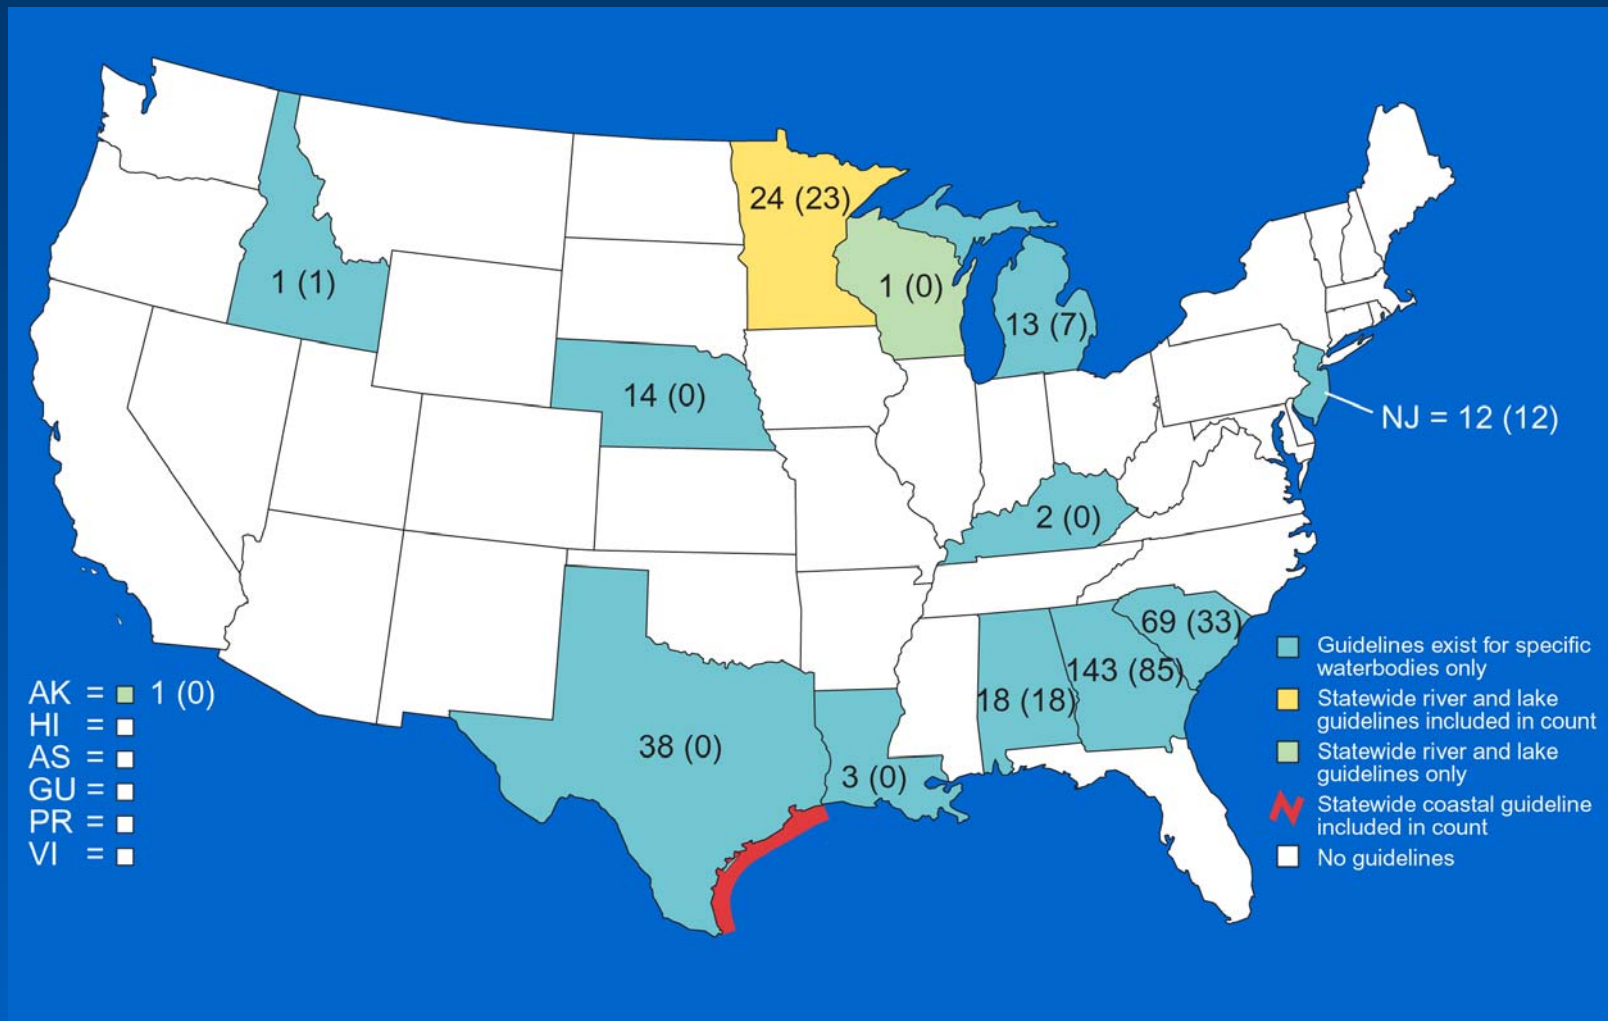 24 (23)
1 (1)
1 (0)
13 (7)
14 (0)
NJ = 12 (12)
2 (0)
69 (33)
143 (85)
18 (18)
38 (0)
3 (0)
AK = 1 (0)
HI =
AS =
GU =
PR =
VI =
Guidelines exist for specific
waterbodies only
Statewide river and lake
guidelines included in count
Statewide river and lake
guidelines only
Statewide coastal guideline
included in count
No guidelines